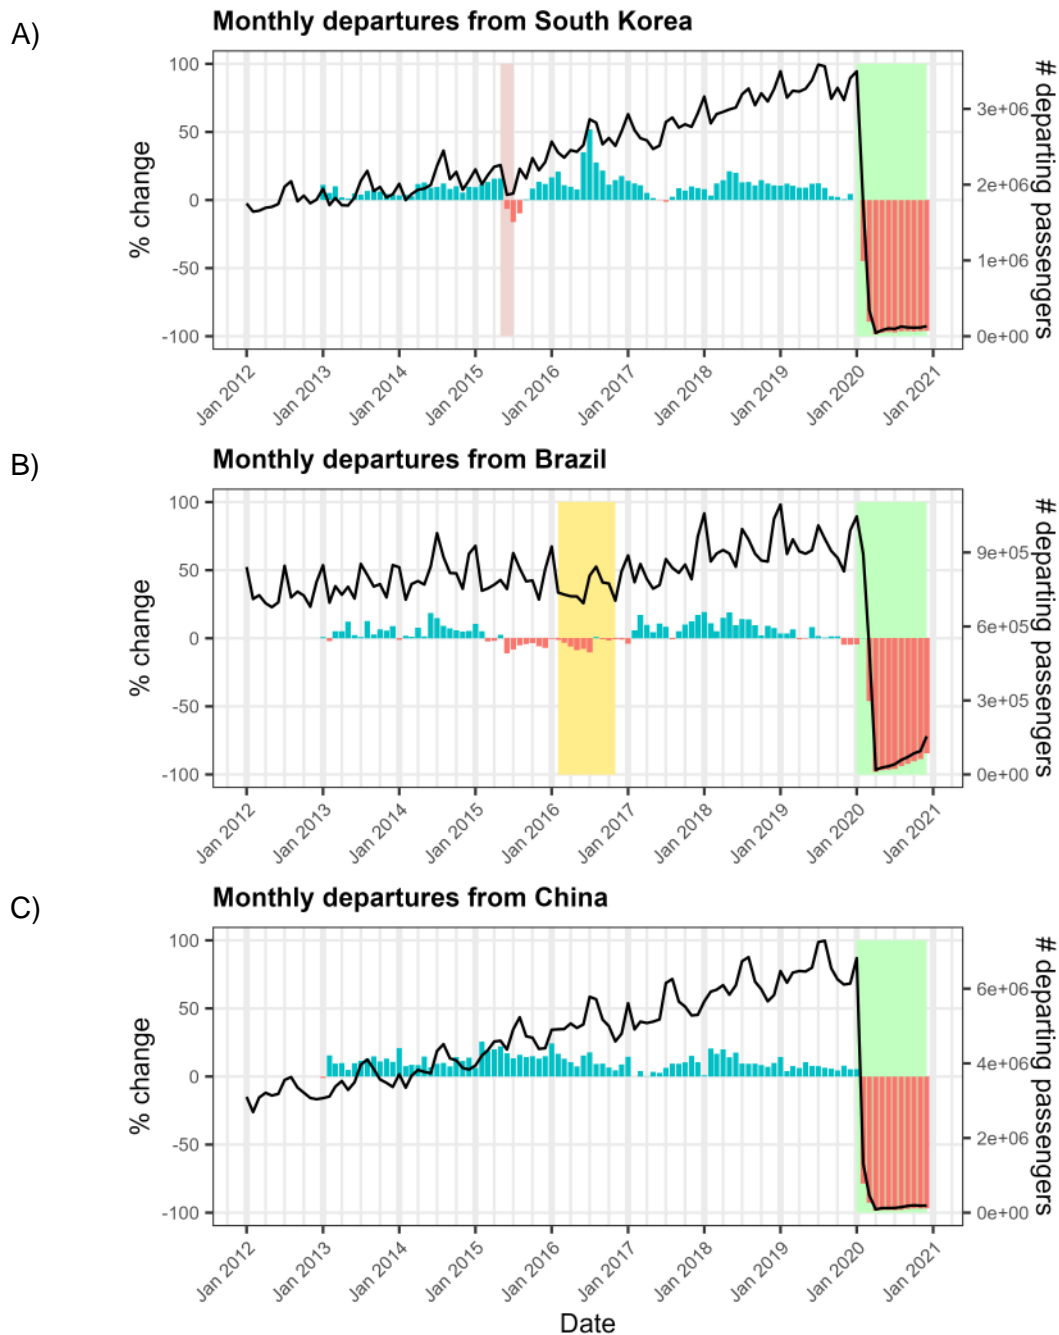 A)
Monthly departures from South Korea
% change
100
50
0
-50
-100
3e+06
2e+06
1e+06
0e+00
# departing passengers
Jan 2012
Jan 2013
Jan 2014
Jan 2015
Jan 2016
Jan 2017
Jan 2018
Jan 2019
Jan 2020
Jan 2021
B)
Monthly departures from Brazil
% change
100
50
0
-50
-100
9e+05
6e+05
3e+05
0e+00
# departing passengers
Jan 2012
Jan 2013
Jan 2014
Jan 2015
Jan 2016
Jan 2017
Jan 2018
Jan 2019
Jan 2020
Jan 2021
C)
Monthly departures from China
% change
100
50
0
-50
-100
6e+06
4e+06
2e+06
0e+00
# departing passengers
Jan 2012
Jan 2013
Jan 2014
Jan 2015
Jan 2016
Jan 2017
Jan 2018
Jan 2019
Jan 2020
Jan 2021
Date